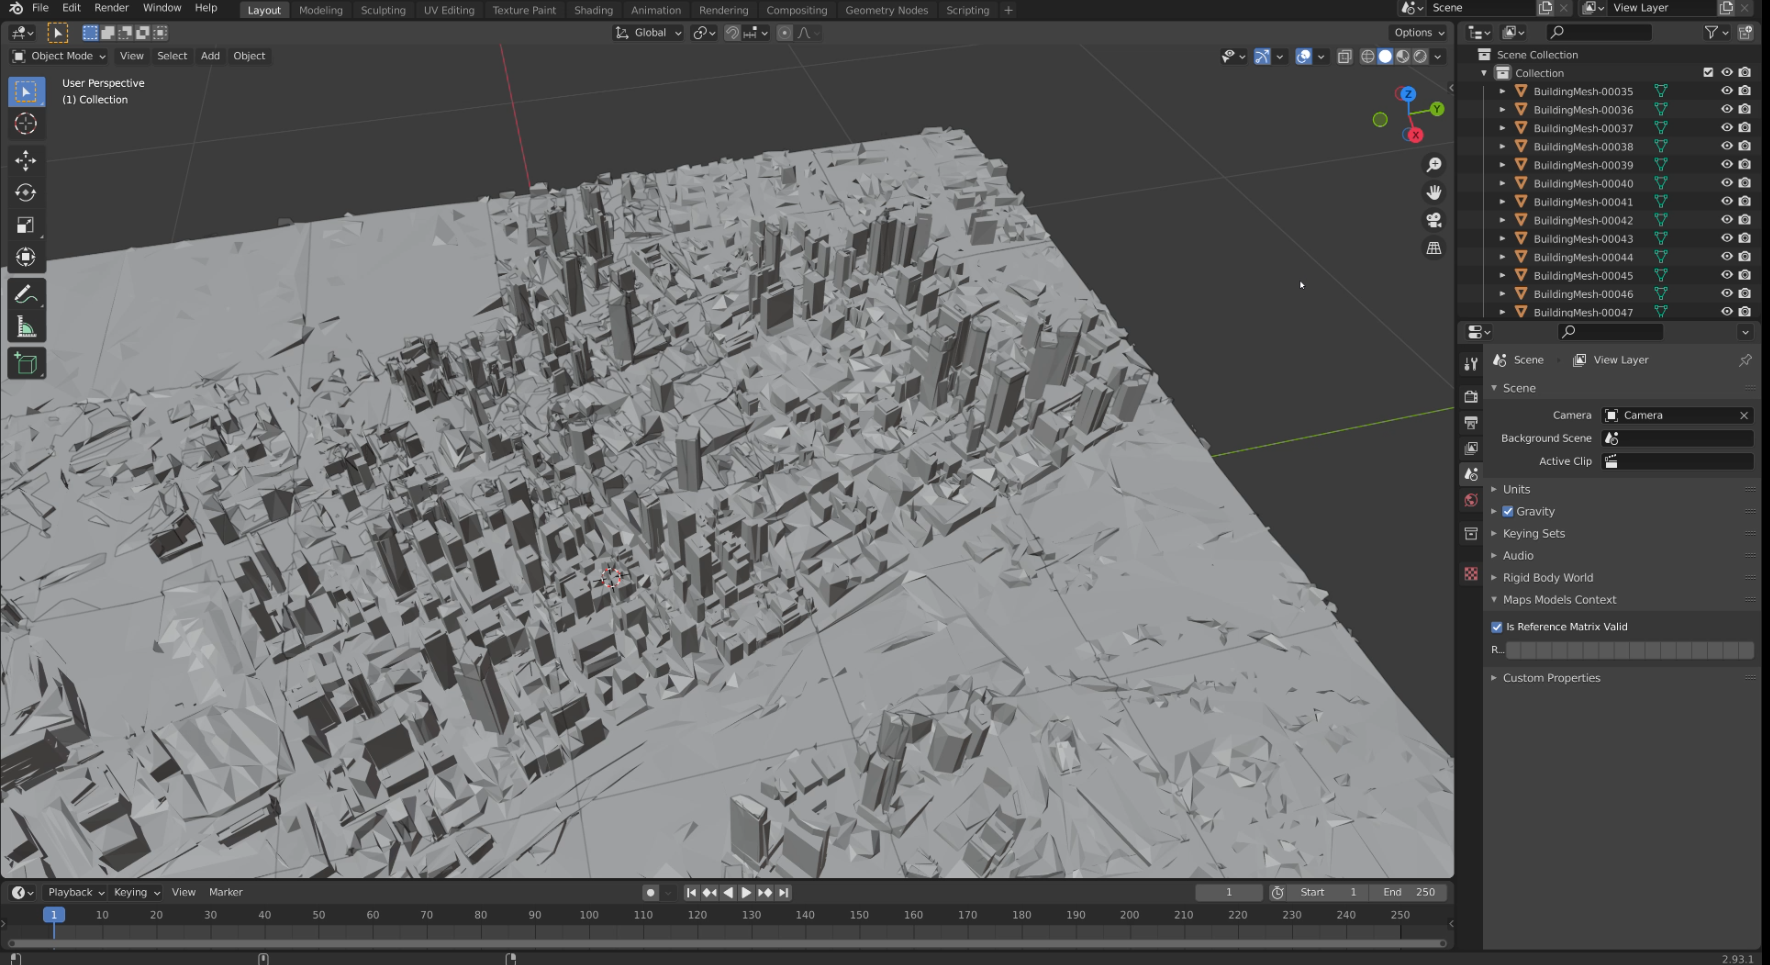 File Edit Render Window Help Layout Modeling Sculpting UV Editing Texture Paint Shading Animation Rendering Compositing Geometry Nodes Scripting + Scene View Layer
Global Options
Object Mode View Select Add Object
User Perspective
(1) Collection
Z
Y
X
Scene Collection
Collection
BuildingMesh-00035
BuildingMesh-00036
BuildingMesh-00037
BuildingMesh-00038
BuildingMesh-00039
BuildingMesh-00040
BuildingMesh-00041
BuildingMesh-00042
BuildingMesh-00043
BuildingMesh-00044
BuildingMesh-00045
BuildingMesh-00046
BuildingMesh-00047
Scene View Layer
Scene
Camera Camera
Background Scene
Active Clip
Units
Gravity
Keying Sets
Audio
Rigid Body World
Maps Models Context
Is Reference Matrix Valid
R...
Custom Properties
Playback Keying View Marker 1 Start 1 End 250
1 10 20 30 40 50 60 70 80 90 100 110 120 130 140 150 160 170 180 190 200 210 220 230 240 250
2.93.1